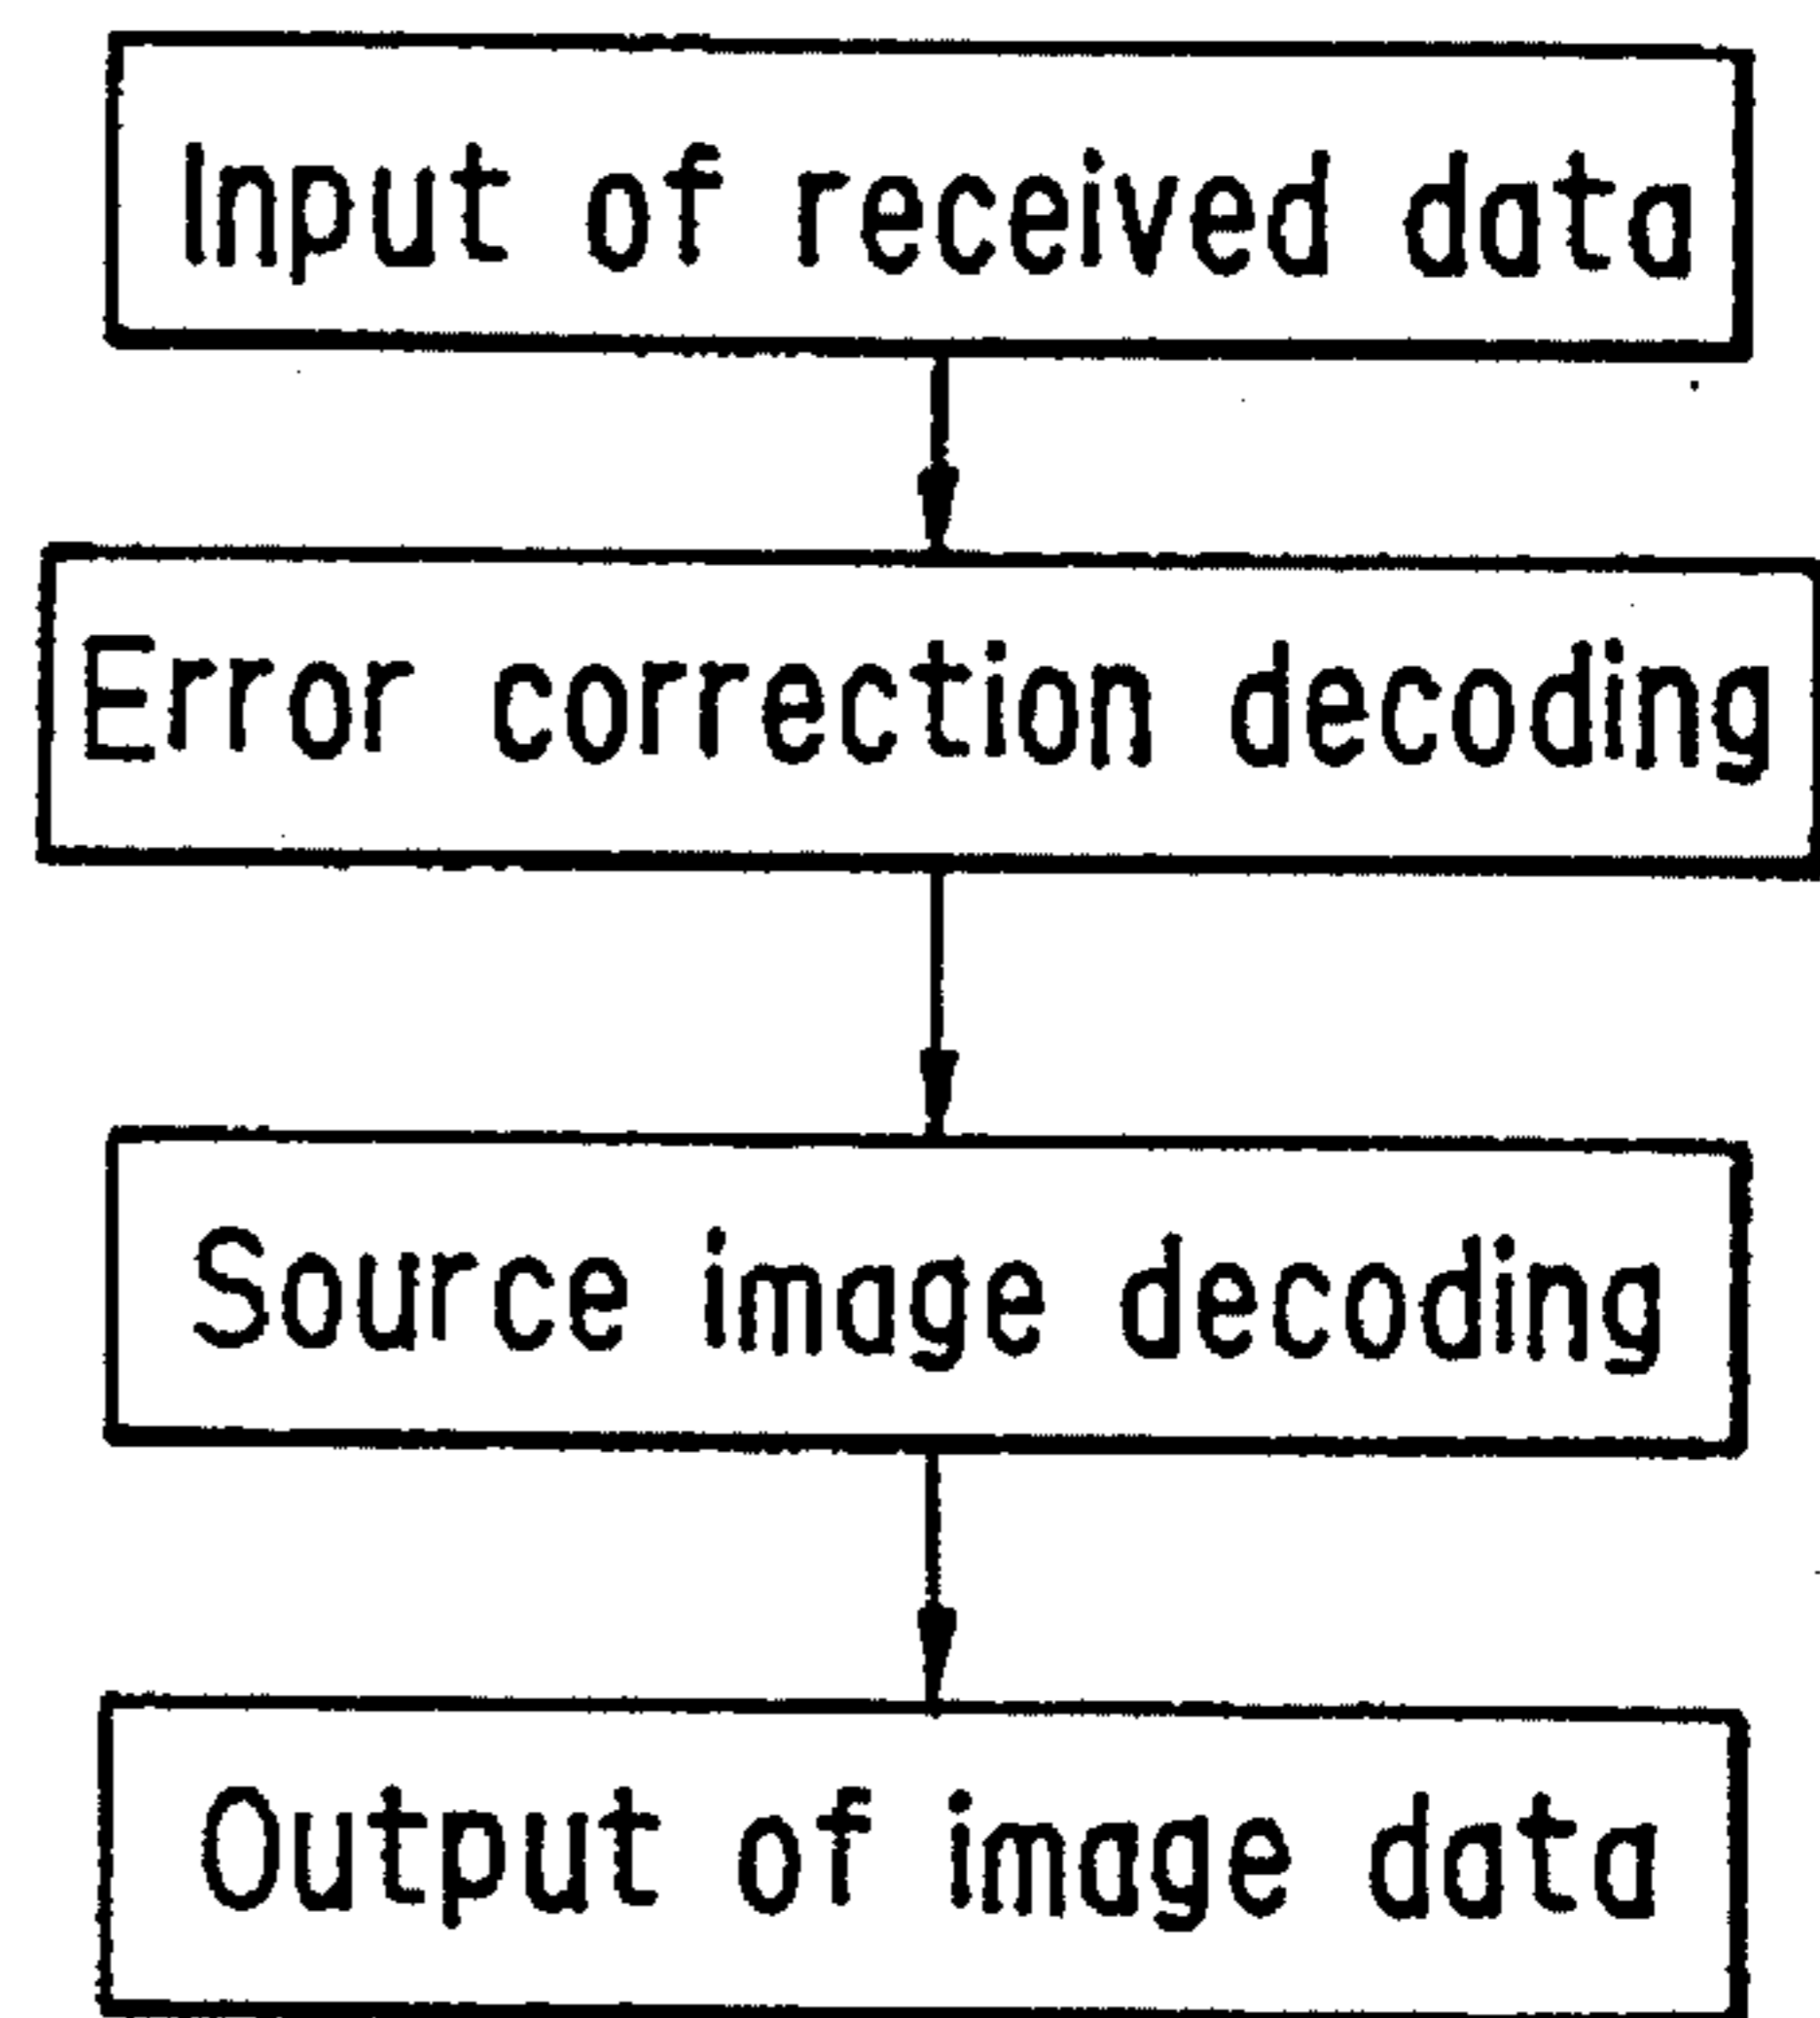 Input of received data
Error correction decoding
Source image decoding
Output of image data